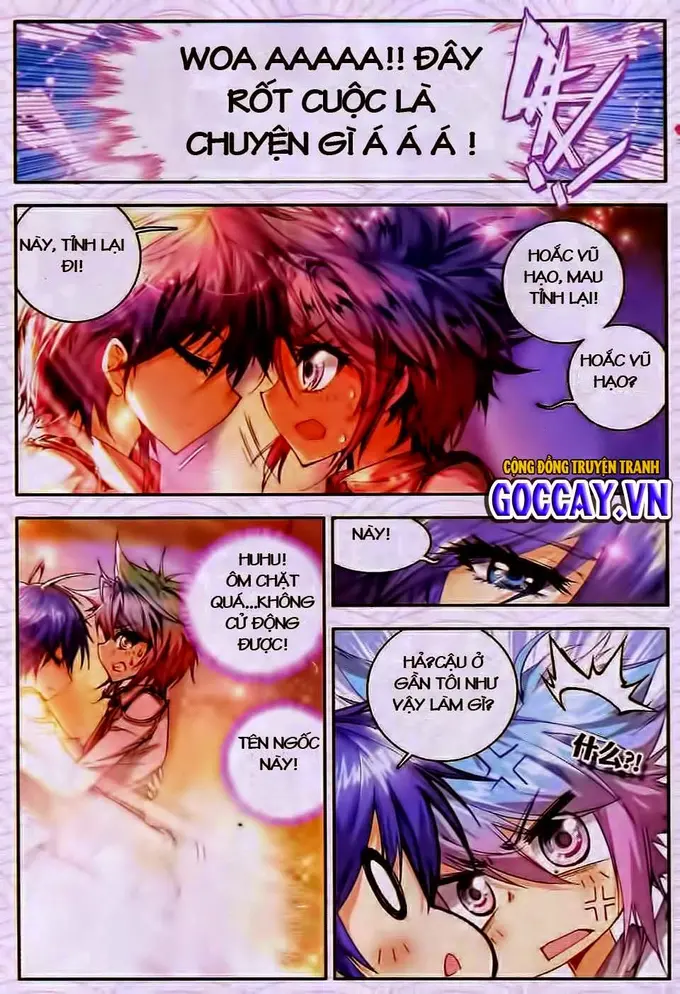 WOA AAAAA!! ĐÂY
RỐT CUỘC LÀ
CHUYỆN GÌ Á Á Á !
NÀY, TỈNH LẠI
ĐI!
HOẮC VŨ
HẠO, MAU
TỈNH LẠI!
HOẮC VŨ
HẠO?
CỘNG ĐỒNG TRUYỆN TRANH
GOCCAY.VN
HUHU!
ÔM CHẶT
QUÁ...KHÔNG
CỬ ĐỘNG
ĐƯỢC!
TÊN NGỐC
NÀY!
NÀY!
HẢ?CẬU Ở
GẦN TÔI NHƯ
VẬY LÀM GÌ?
什么?!